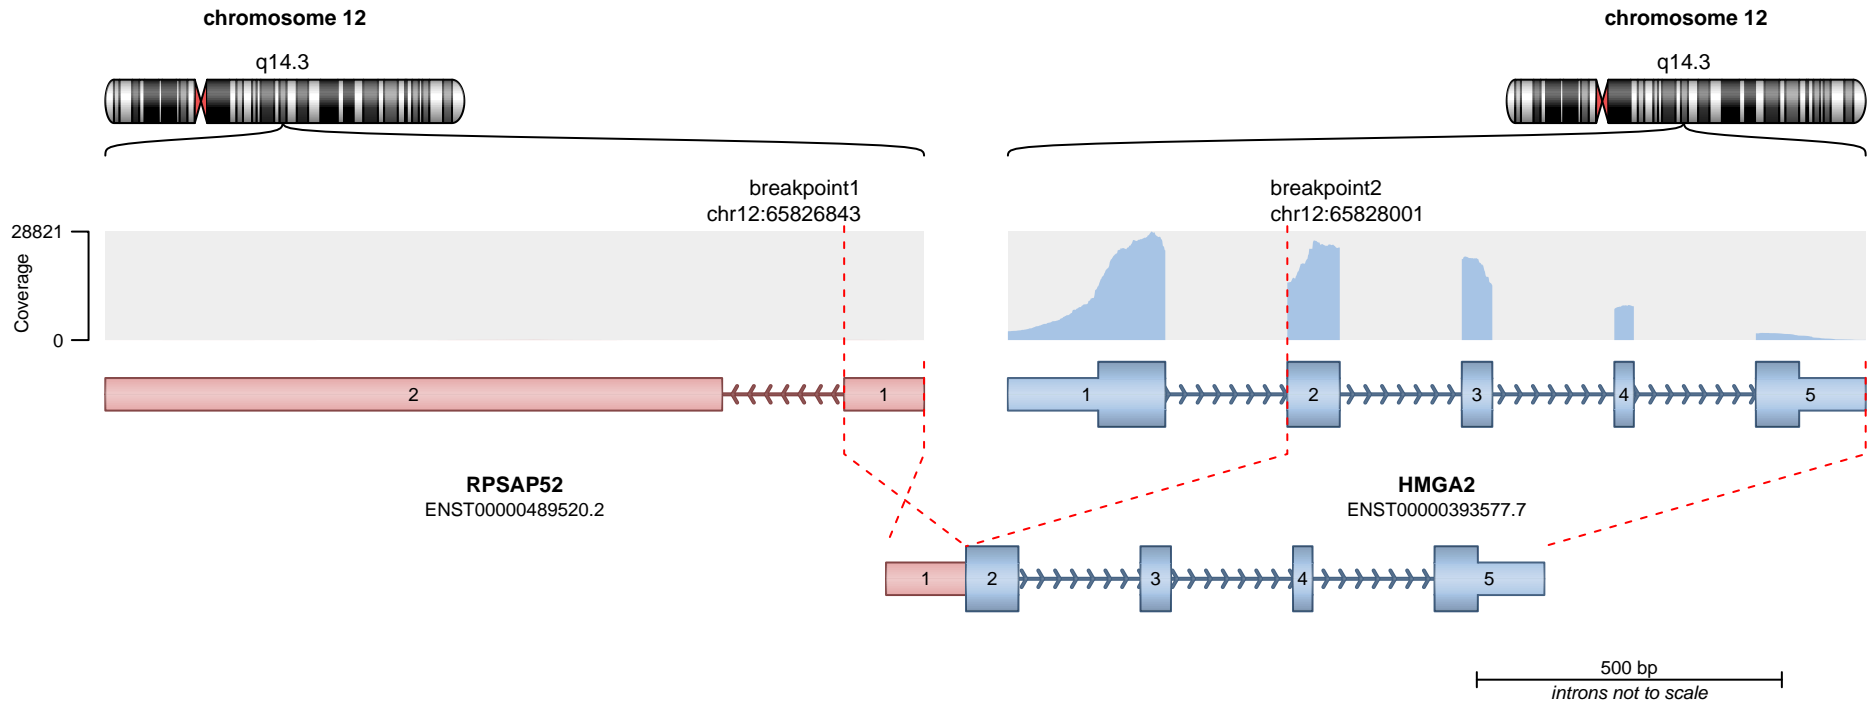 chromosome 12
chromosome 12
q14.3
q14.3
breakpoint1
chr12:65826843
breakpoint2
chr12:65828001
28821
Coverage
0
2
1
1
2
3
4
5
RPSAP52
ENST00000489520.2
HMGA2
ENST00000393577.7
1
2
3
4
5
500 bp
introns not to scale